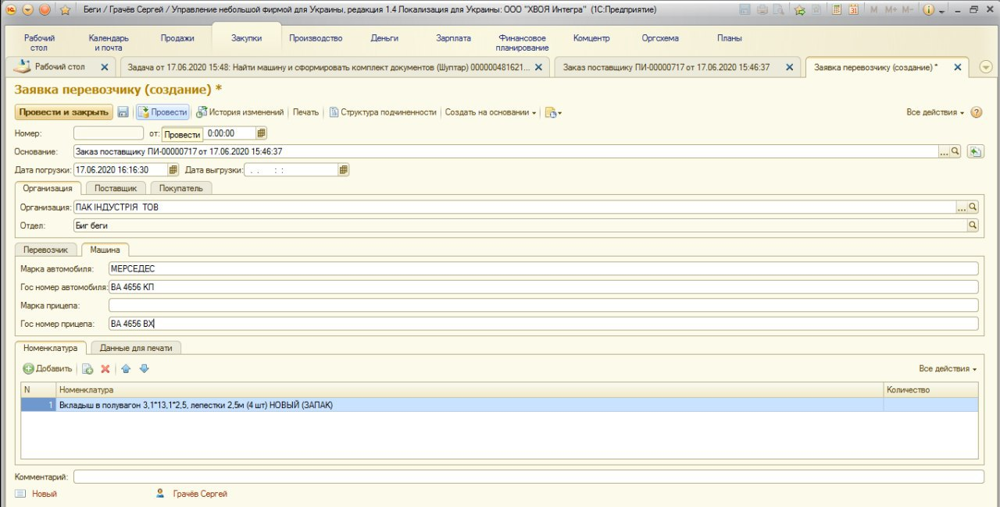 Беги / Грачёв Сергей / Управление небольшой фирмой для Украины, редакция 1.4 Локализация для Украины: ООО "ХВОЯ Интегра" (1С:Предприятие)
M M+ M-
Рабочий стол Календарь и почта Продажи Закупки Производство Деньги Зарплата Финансовое планирование Комцентр Оргсхема Планы
Рабочий стол Задача от 17.06.2020 15:48: Найти машину и сформировать комплект документов (Шуптар) 000000481621... Заказ поставщику ПИ-00000717 от 17.06.2020 15:46:37 Заявка перевозчику (создание) *
Заявка перевозчику (создание) *
Провести и закрыть Провести История изменений Печать Структура подчиненности Создать на основании Все действия
Номер: от: Провести 0:00:00
Основание: Заказ поставщику ПИ-00000717 от 17.06.2020 15:46:37
Дата погрузки: 17.06.2020 16:16:30 Дата выгрузки: . . : :
Организация Поставщик Покупатель
Организация: ПАК ІНДУСТРІЯ ТОВ
Отдел: Биг беги
Перевозчик Машина
Марка автомобиля: МЕРСЕДЕС
Гос номер автомобиля: ВА 4656 КП
Марка прицепа:
Гос номер прицепа: ВА 4656 ВХ
Номенклатура Данные для печати
Добавить Все действия
N Номенклатура Количество
1 Вкладыш в полувагон 3,1*13,1*2,5, лепестки 2,5м (4 шт) НОВЫЙ (ЗАПАК)
Комментарий:
Новый Грачёв Сергей